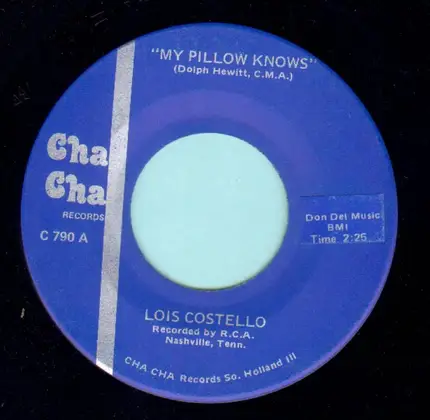 "MY PILLOW KNOWS"
(Dolph Hewitt, C.M.A.)
Cha
Cha
RECORDS
C 790 A
Don Del Music
BMI
Time 2:25
LOIS COSTELLO
Recorded by R.C.A.
Nashville, Tenn.
CHA CHA Records So. Holland Ill